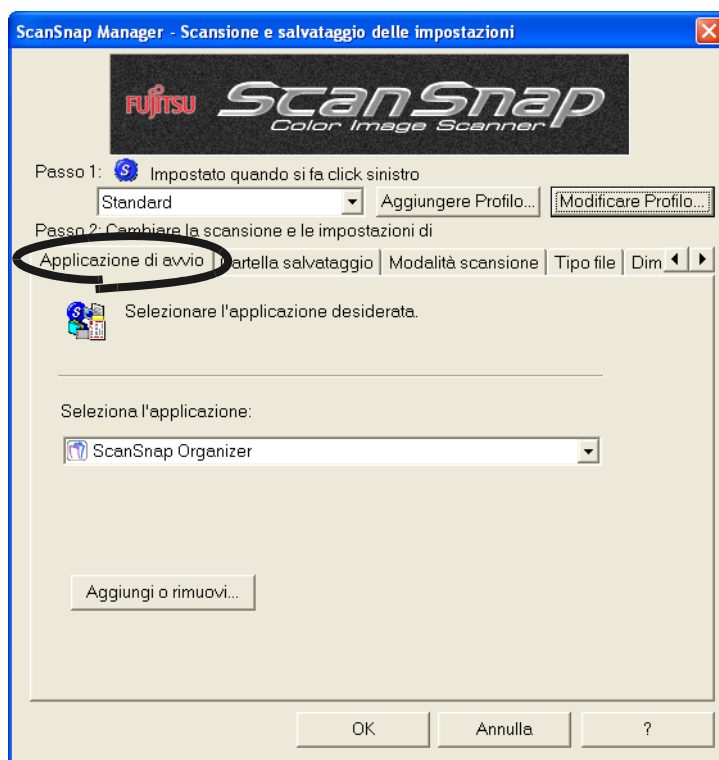 ScanSnap Manager - Scansione e salvataggio delle impostazioni
FUJITSU ScanSnap
Color Image Scanner
Passo 1: S Impostato quando si fa click sinistro
Standard Aggiungere Profilo... Modificare Profilo...
Passo 2: Cambiare la scansione e le impostazioni di
Applicazione di avvio Cartella salvataggio Modalità scansione Tipo file Dim
Selezionare l'applicazione desiderata.
Seleziona l'applicazione:
ScanSnap Organizer
Aggiungi o rimuovi...
OK Annulla ?